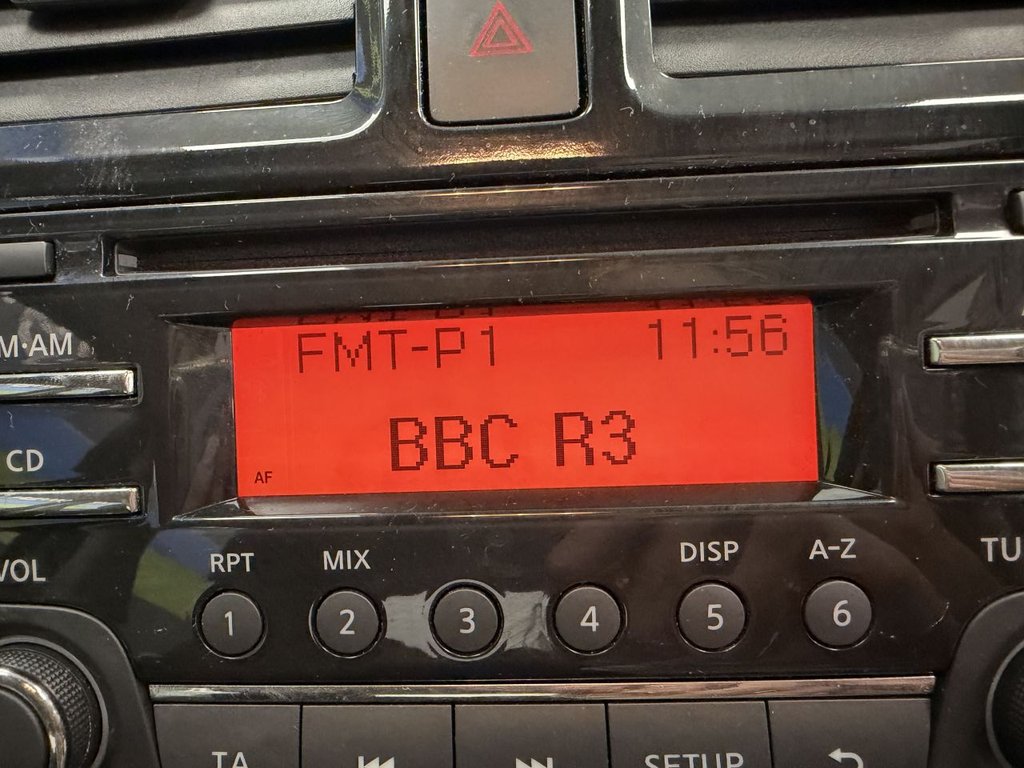 FMT-P1 11:56
M·AM
BBC R3
CD
AF
VOL
RPT MIX DISP A-Z
TU
1 2 3 4 5 6
TA SETUP